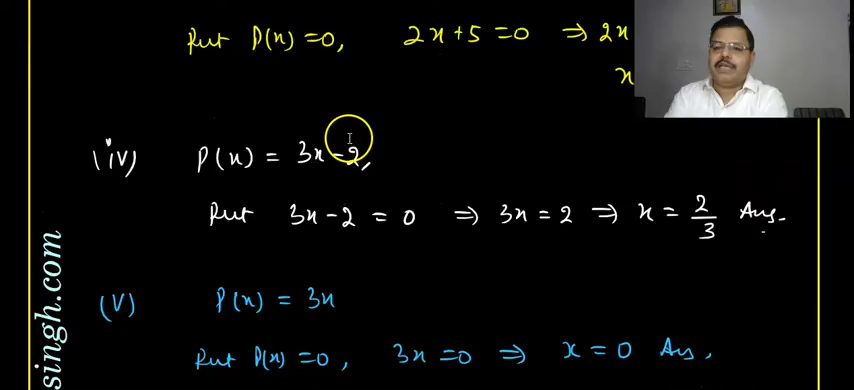 Put P(x) = 0, 2x + 5 = 0 ⇒ 2x
x
(iv) P(x) = 3x - 2,
Put 3x - 2 = 0 ⇒ 3x = 2 ⇒ x = 2/3 Ans.
(V) P(x) = 3x
Put P(x) = 0, 3x = 0 ⇒ x = 0 Ans,
singh.com